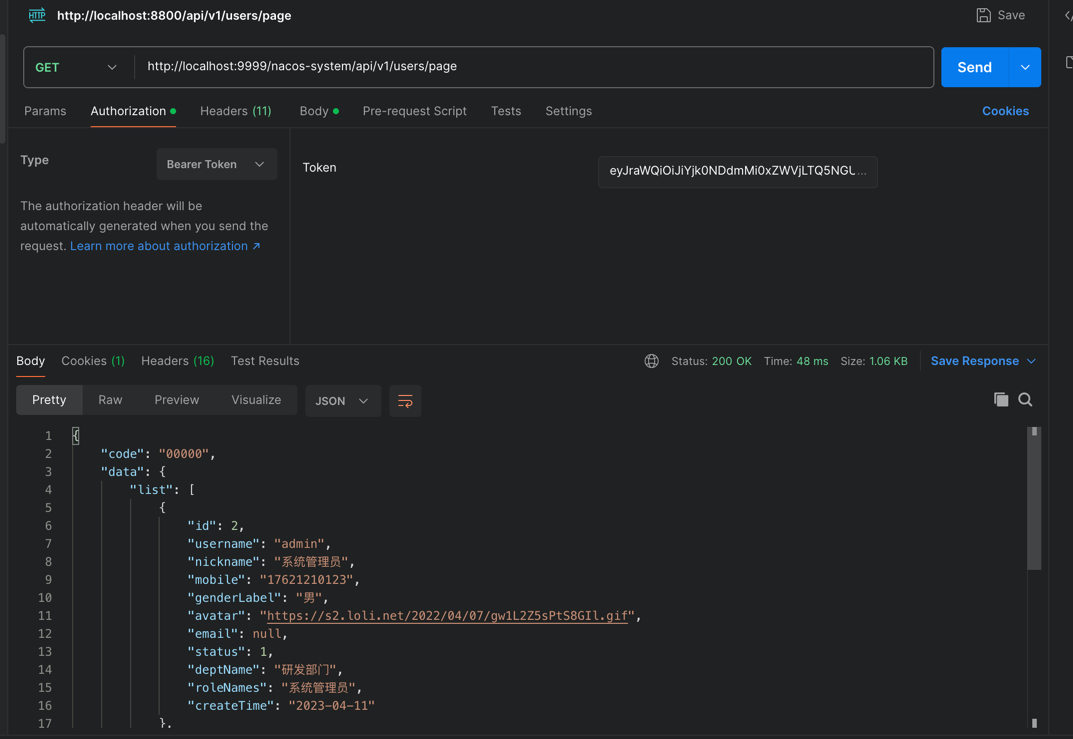 HTTP http://localhost:8800/api/v1/users/page Save
GET http://localhost:9999/nacos-system/api/v1/users/page Send
Params Authorization Headers (11) Body Pre-request Script Tests Settings Cookies
Type Bearer Token
The authorization header will be
automatically generated when you send the
request. Learn more about authorization ↗
Token eyJraWQiOiJiYjk0NDdmMi0xZWVjLTQ5NGU...
Body Cookies (1) Headers (16) Test Results Status: 200 OK Time: 48 ms Size: 1.06 KB Save Response
Pretty Raw Preview Visualize JSON
1 {
2 "code": "00000",
3 "data": {
4 "list": [
5 {
6 "id": 2,
7 "username": "admin",
8 "nickname": "系统管理员",
9 "mobile": "17621210123",
10 "genderLabel": "男",
11 "avatar": "https://s2.loli.net/2022/04/07/gw1L2Z5sPtS8GIl.gif",
12 "email": null,
13 "status": 1,
14 "deptName": "研发部门",
15 "roleNames": "系统管理员",
16 "createTime": "2023-04-11"
17 },